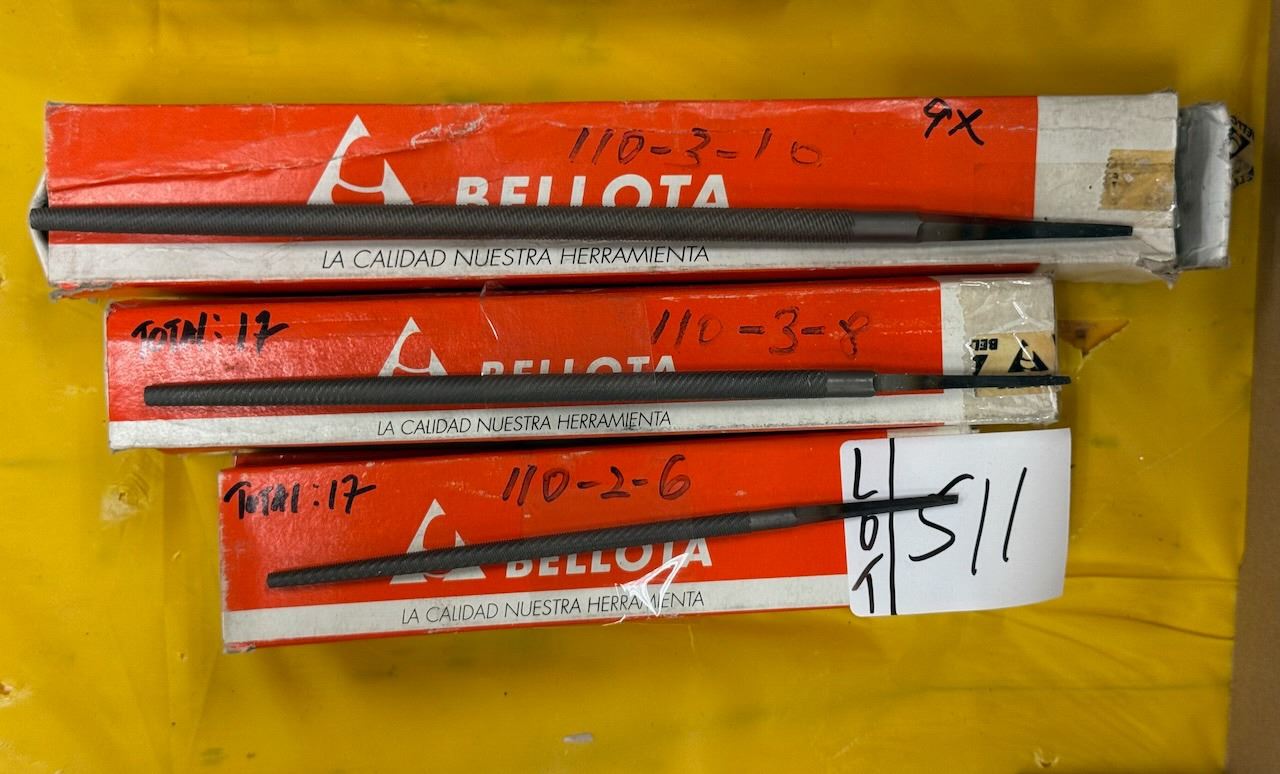 110-3-10
9X
BELLOTA
LA CALIDAD NUESTRA HERRAMIENTA
TOTAL: 17
110-3-8
BELLOTA
LA CALIDAD NUESTRA HERRAMIENTA
TOTAL: 17
110-2-6
BELLOTA
LA CALIDAD NUESTRA HERRAMIENTA
LOT
511